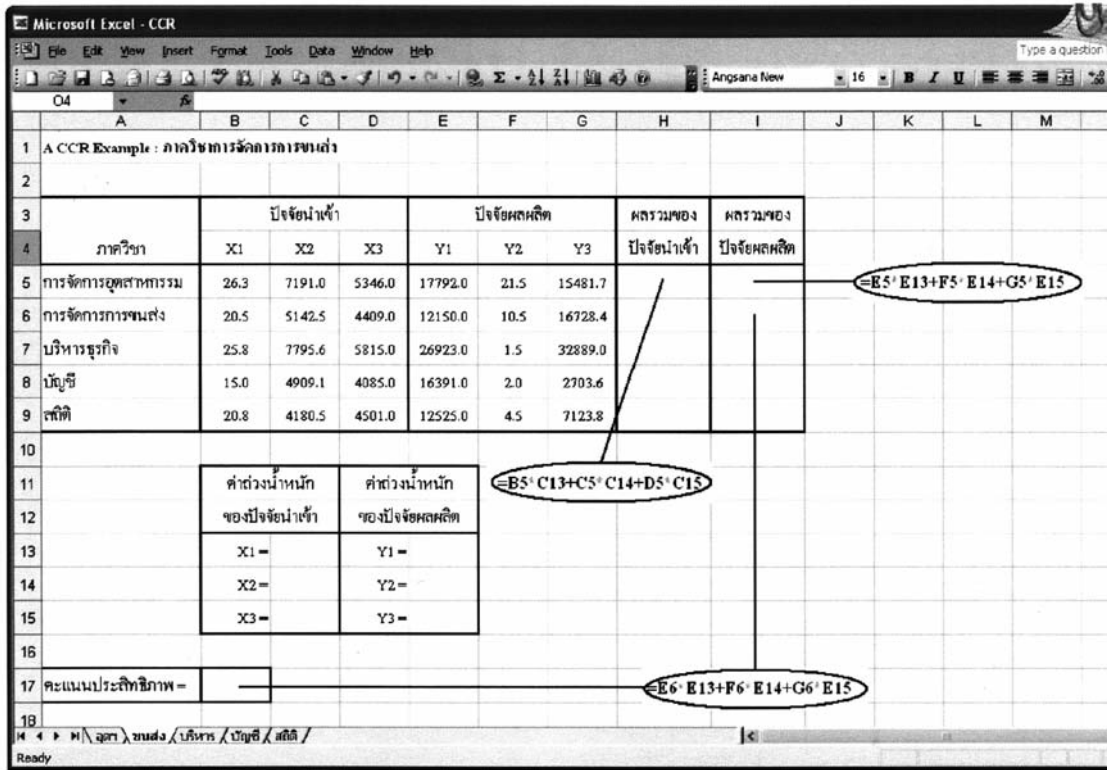 Microsoft Excel - CCR
File Edit View Insert Format Tools Data Window Help Type a question
Angsana New 16 B I U
O4 fx
A B C D E F G H I J K L M
1 A CCR Example : ภาควิชาการจัดการการขนส่ง
2
3 ปัจจัยนำเข้า ปัจจัยผลผลิต ผลรวมของ ผลรวมของ
4 ภาควิชา X1 X2 X3 Y1 Y2 Y3 ปัจจัยนำเข้า ปัจจัยผลผลิต
5 การจัดการอุตสาหกรรม 26.3 7191.0 5346.0 17792.0 21.5 15481.7 =E5*E13+F5*E14+G5*E15
6 การจัดการการขนส่ง 20.5 5142.5 4409.0 12150.0 10.5 16728.4
7 บริหารธุรกิจ 25.8 7795.6 5815.0 26923.0 1.5 32889.0
8 บัญชี 15.0 4909.1 4085.0 16391.0 2.0 2703.6
9 สถิติ 20.8 4180.5 4501.0 12525.0 4.5 7123.8
10
11 ค่าถ่วงน้ำหนัก ค่าถ่วงน้ำหนัก =B5*C13+C5*C14+D5*C15
12 ของปัจจัยนำเข้า ของปัจจัยผลผลิต
13 X1 = Y1 =
14 X2 = Y2 =
15 X3 = Y3 =
16
17 คะแนนประสิทธิภาพ = =E6*E13+F6*E14+G6*E15
18
อุตฯ ขนส่ง บริหาร บัญชี สถิติ
Ready